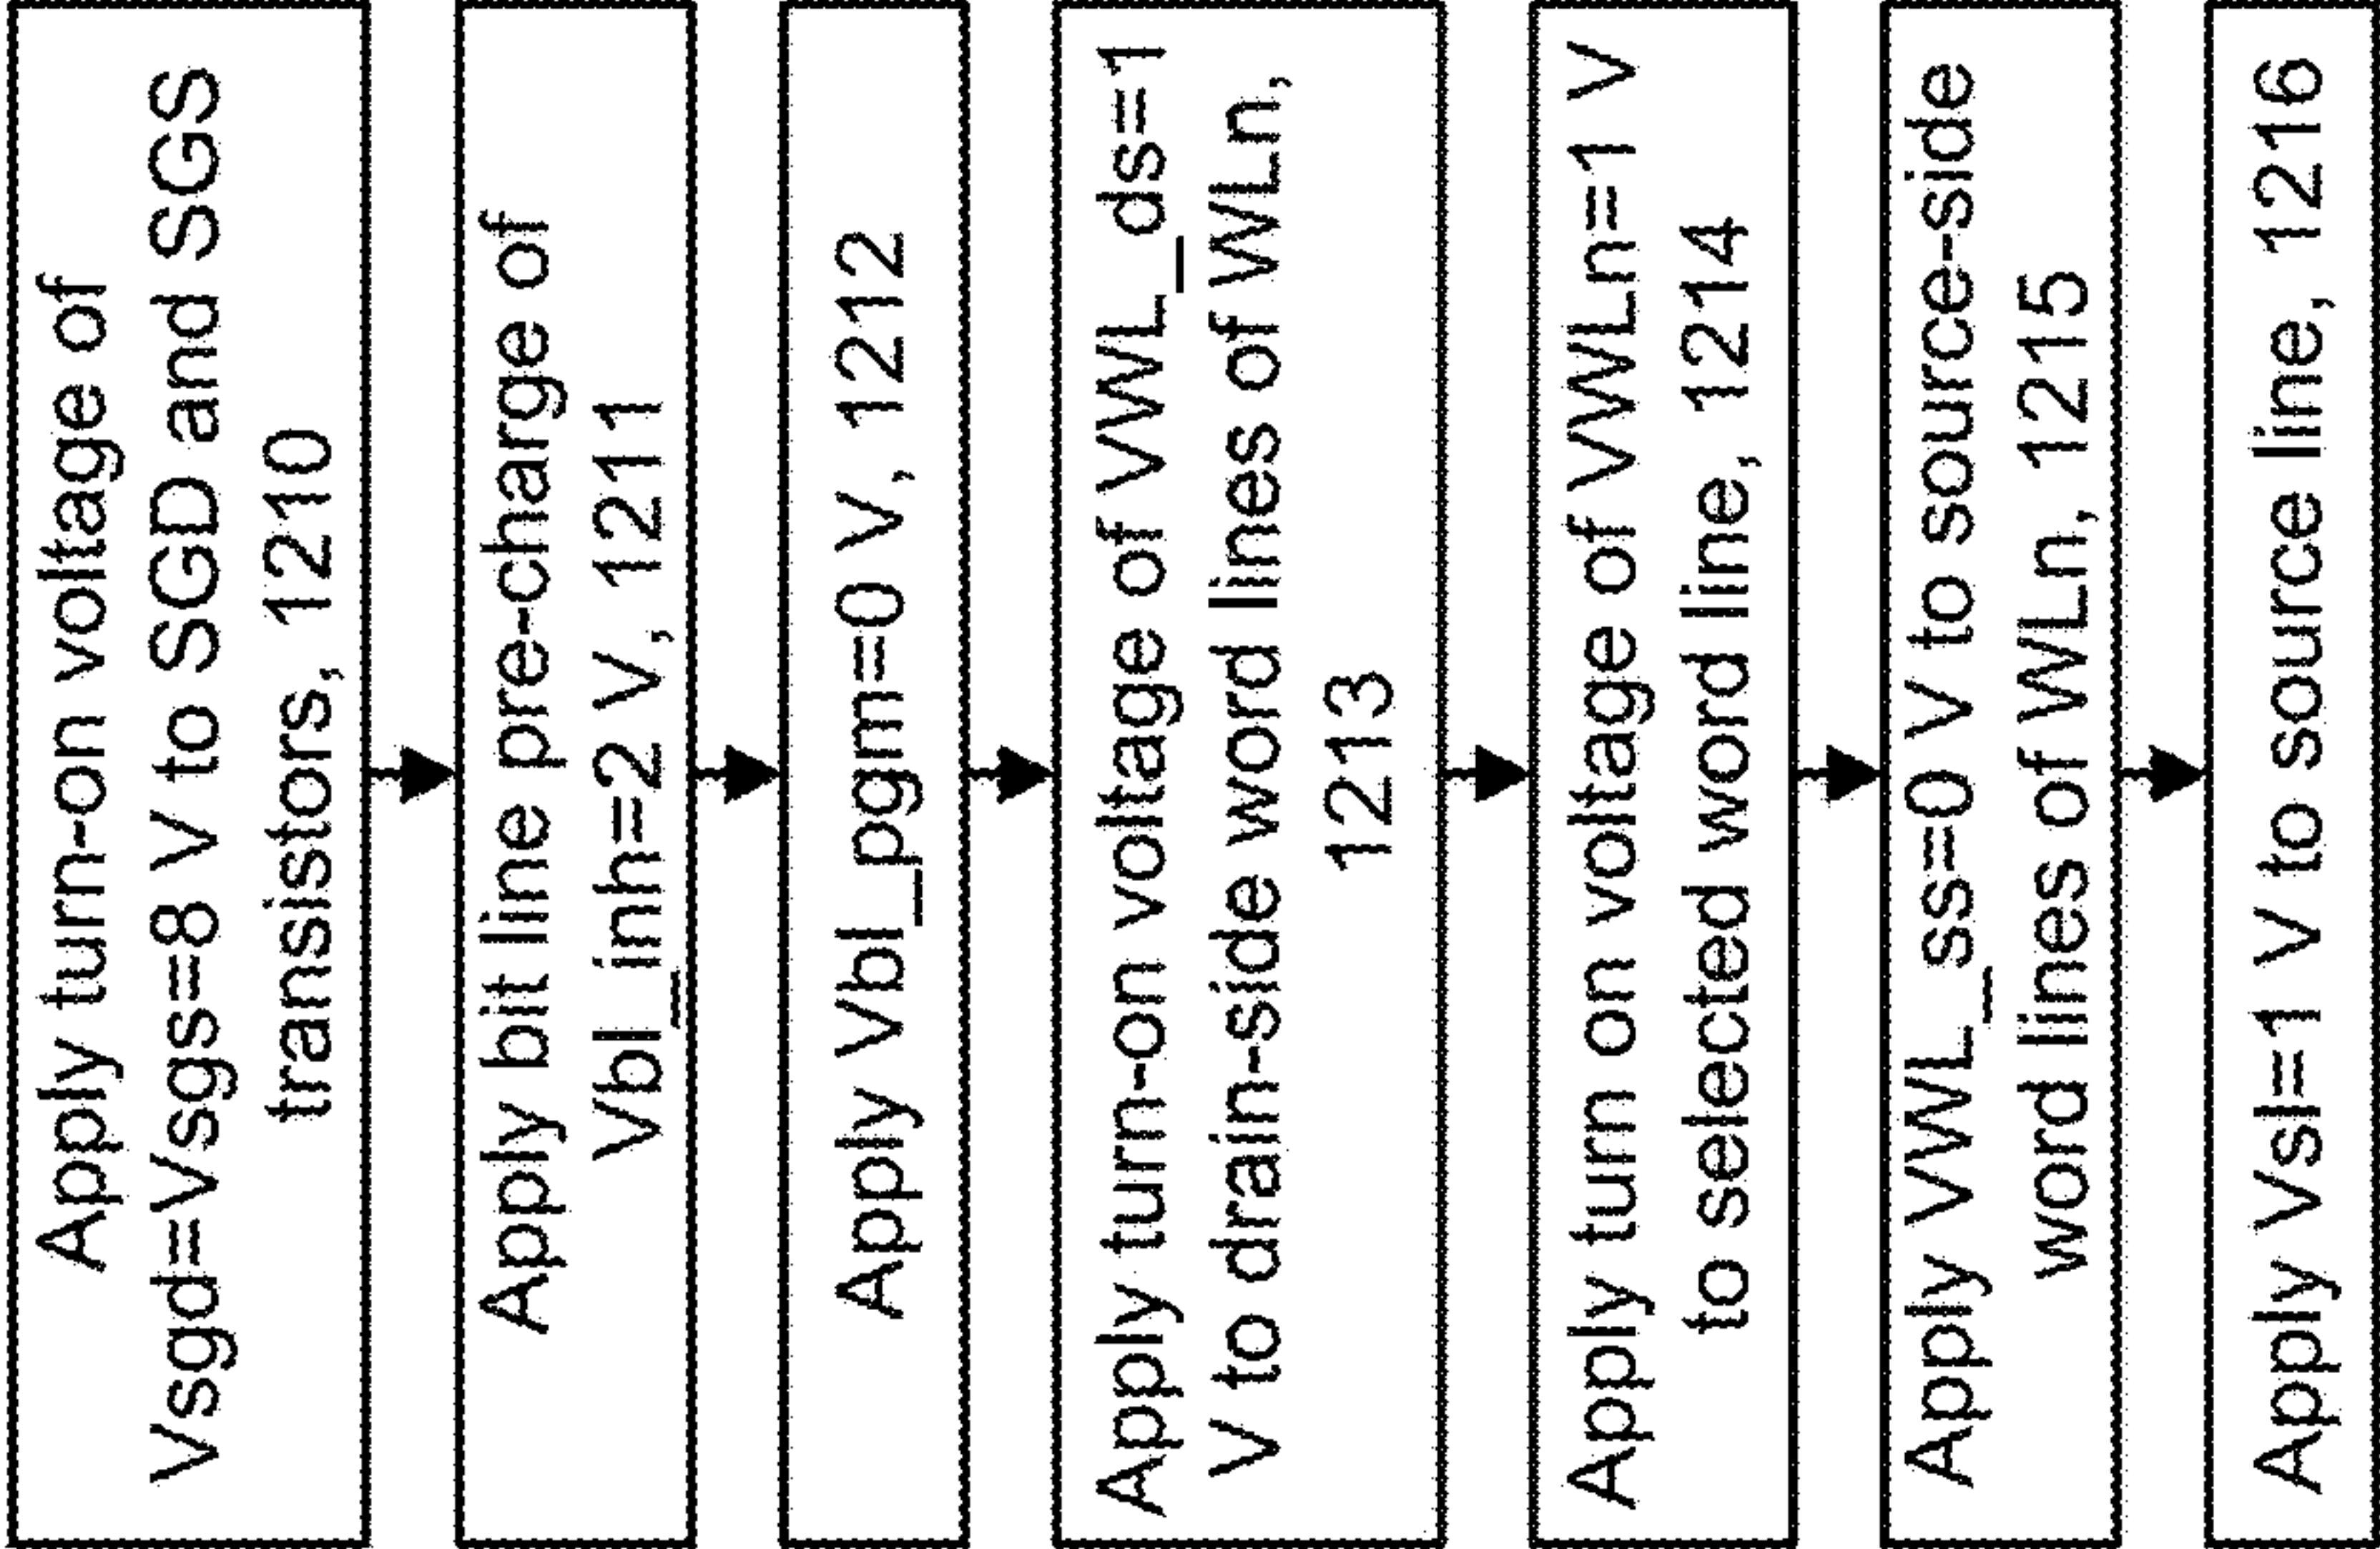 Apply turn-on voltage of
Vsgd=Vsgs=8 V to SGD and SGS
transistors, 1210
Apply bit line pre-charge of
Vbl_inh=2 V, 1211
Apply Vbl_pgm=0 V, 1212
Apply turn-on voltage of VWL_ds=1
V to drain-side word lines of WLn,
1213
Apply turn on voltage of VWLn=1 V
to selected word line, 1214
Apply VWL_ss=0 V to source-side
word lines of WLn, 1215
Apply Vsl=1 V to source line, 1216